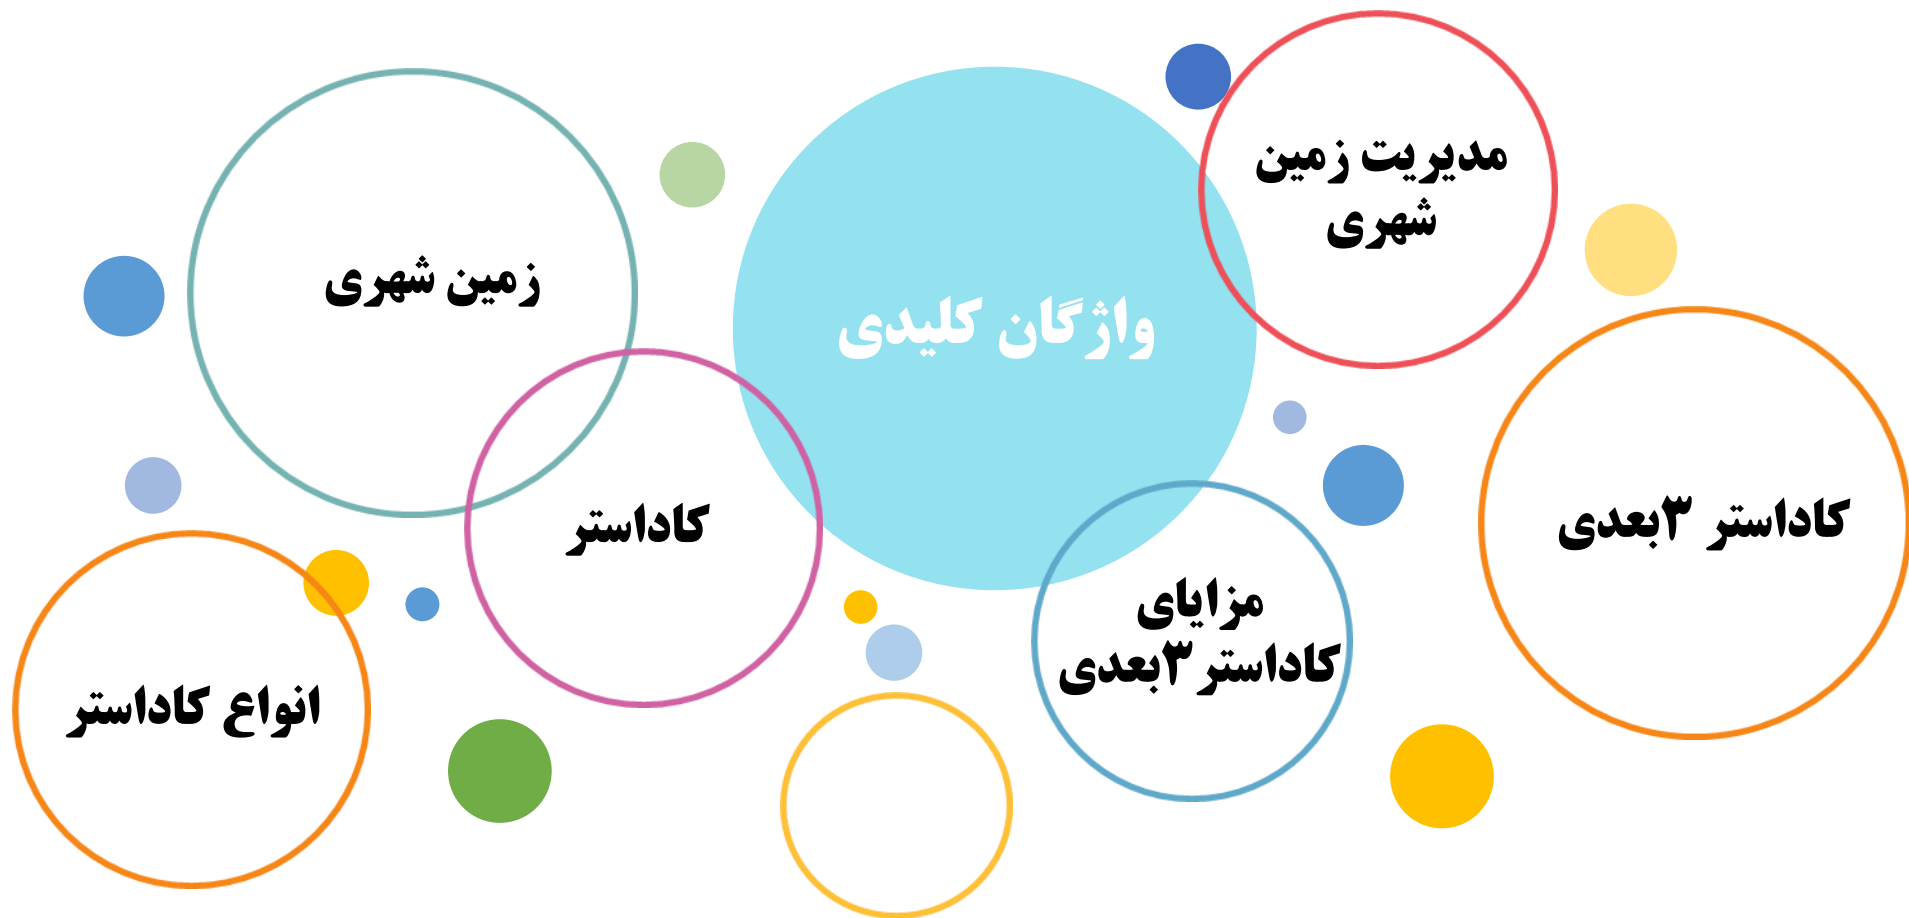 واژگان کلیدی
مدیریت زمین
شهری
زمین شهری
کاداستر ۳بعدی
کاداستر
مزایای
کاداستر۳بعدی
انواع کاداستر